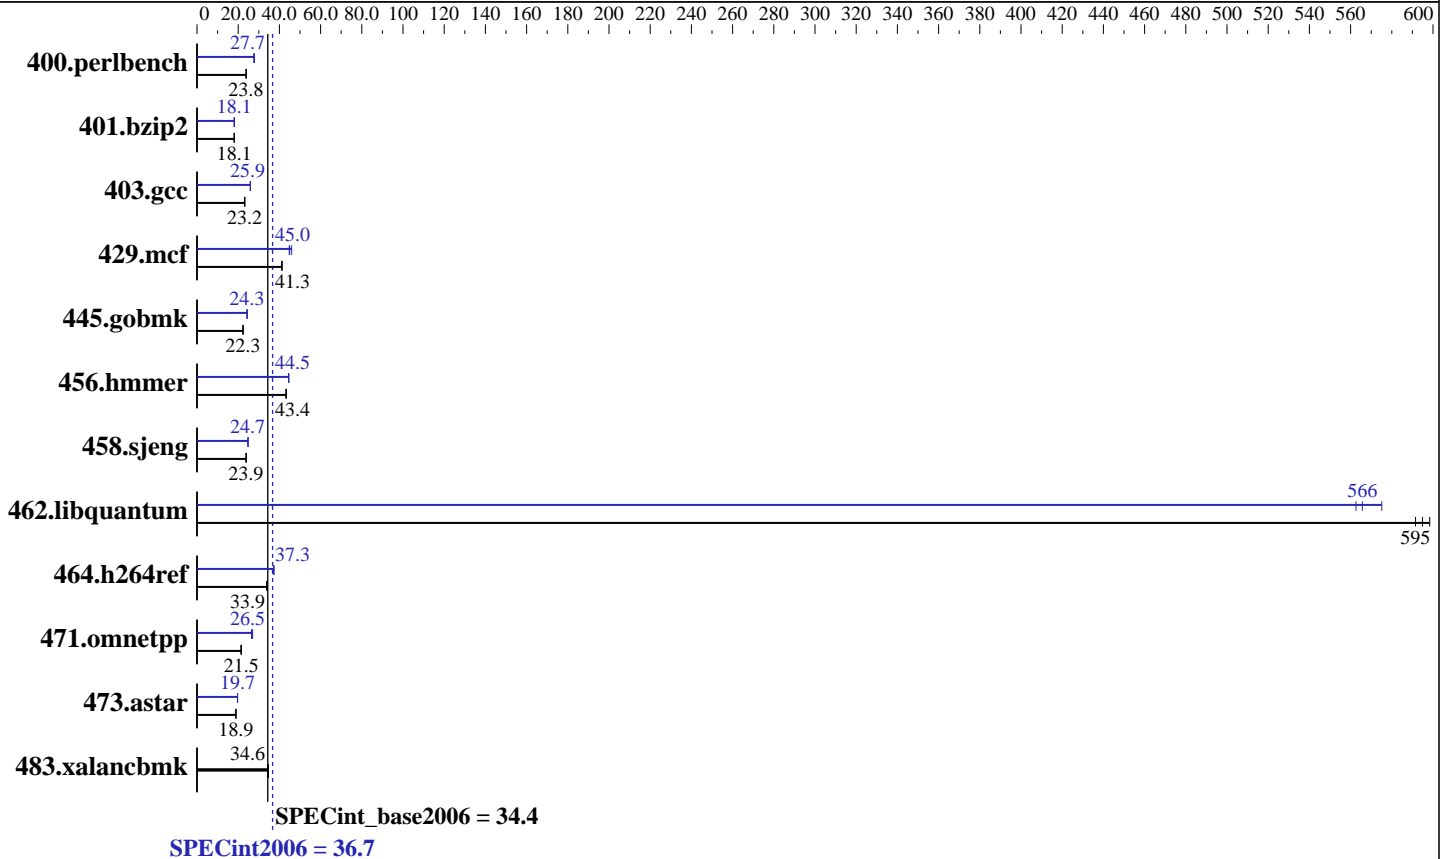 0 20.0 40.0 60.0 80.0 100 120 140 160 180 200 220 240 260 280 300 320 340 360 380 400 420 440 460 480 500 520 540 560 600
27.7
400.perlbench
23.8
18.1
401.bzip2
18.1
25.9
403.gcc
23.2
45.0
429.mcf
41.3
24.3
445.gobmk
22.3
44.5
456.hmmer
43.4
24.7
458.sjeng
23.9
566
462.libquantum
595
37.3
464.h264ref
33.9
26.5
471.omnetpp
21.5
19.7
473.astar
18.9
34.6
483.xalancbmk
SPECint_base2006 = 34.4
SPECint2006 = 36.7